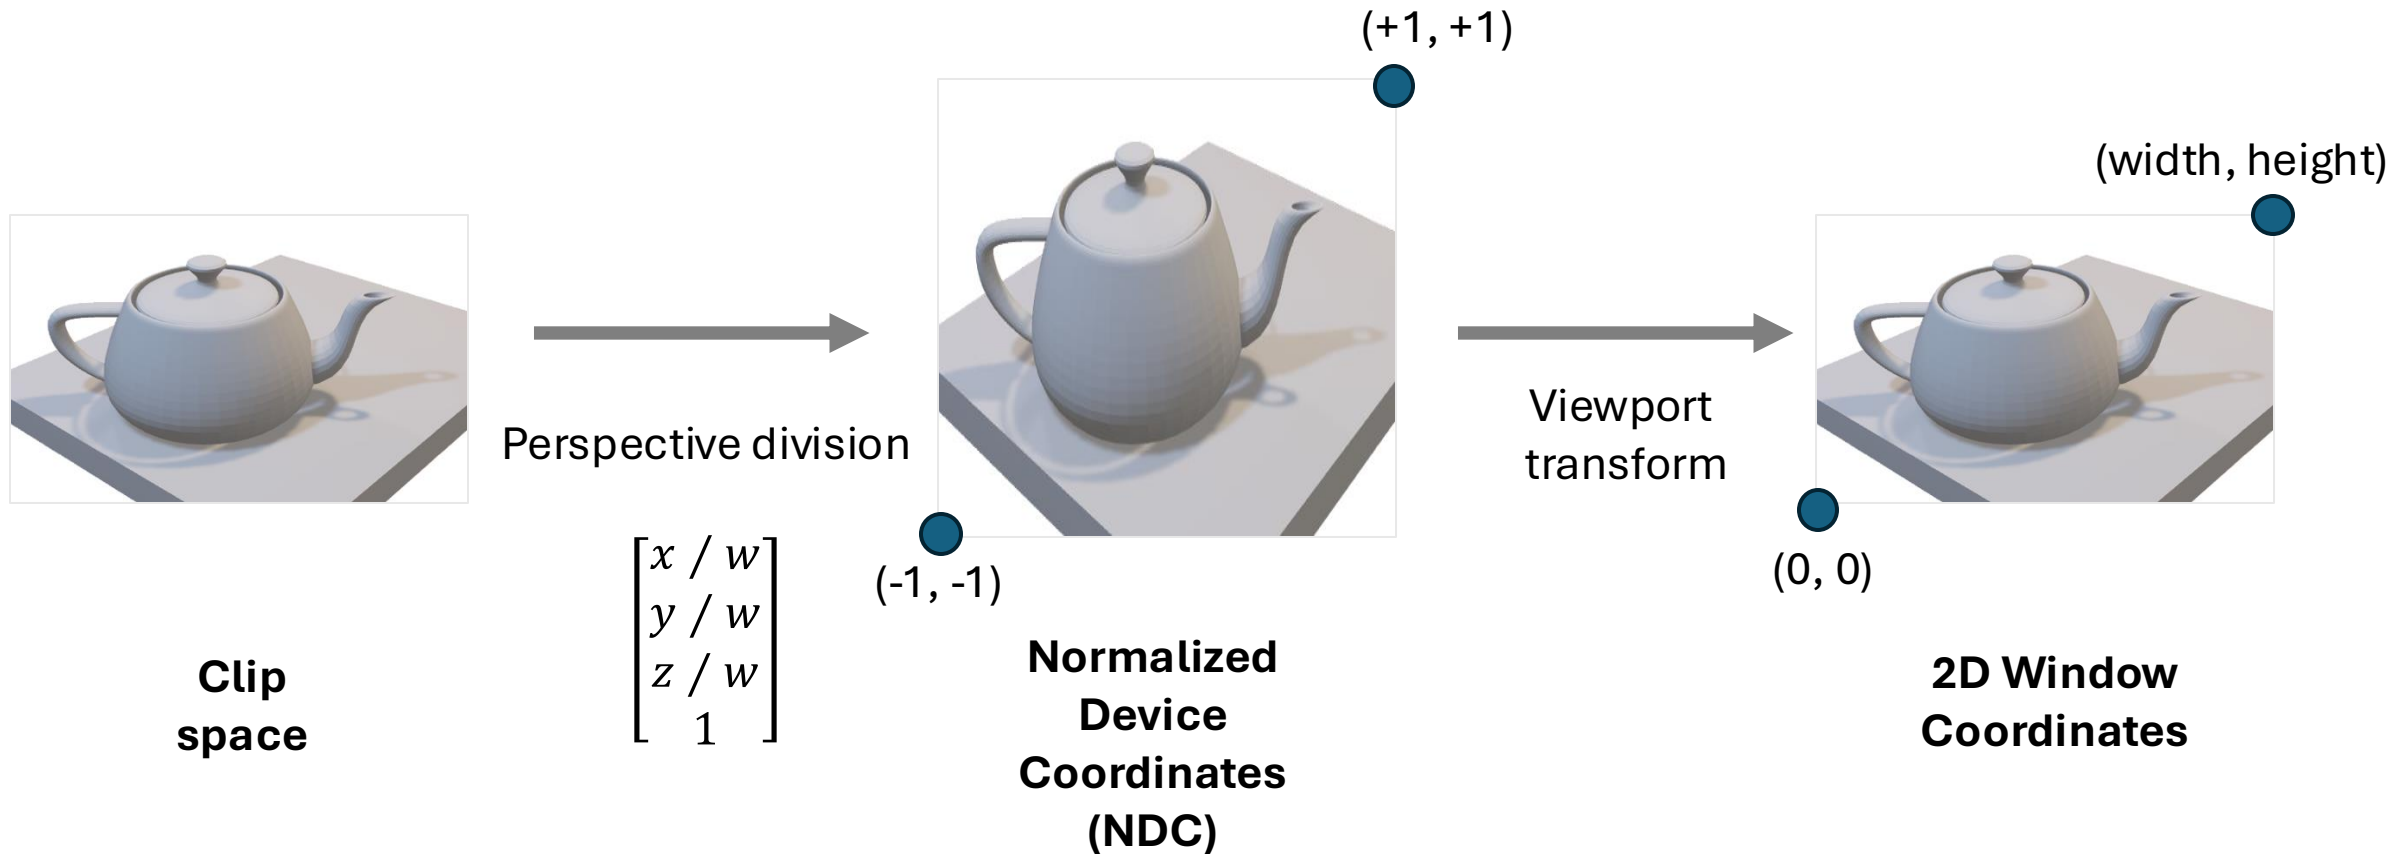 (+1, +1)
(width, height)
Perspective division
x / w
y / w
z / w
1
(-1, -1)
Viewport
transform
(0, 0)
Clip
space
Normalized
Device
Coordinates
(NDC)
2D Window
Coordinates